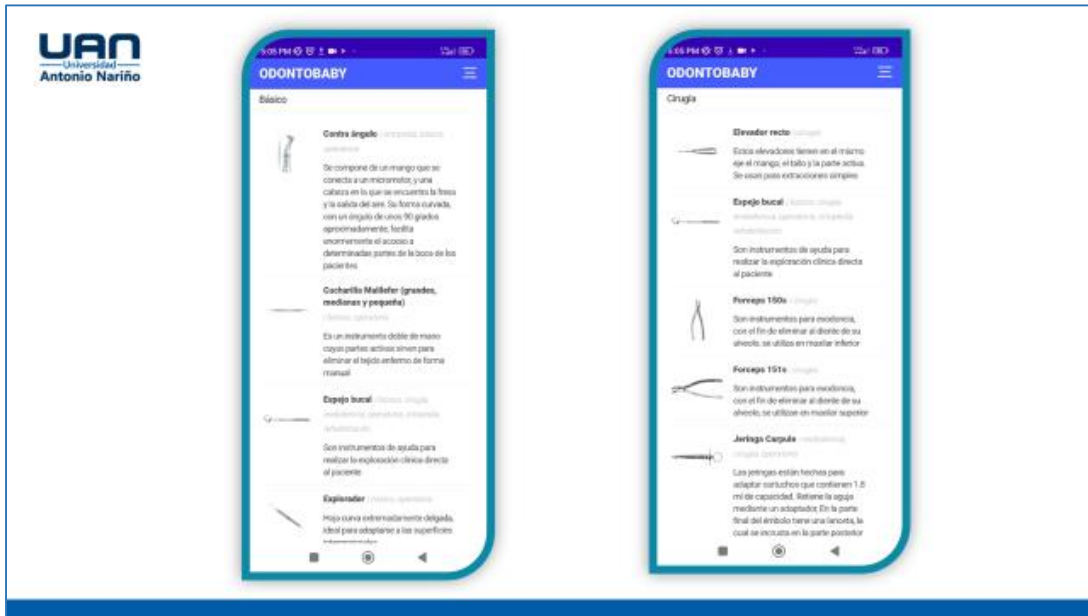 UAN
Universidad
Antonio Nariño
5:05 PM
ODONTOBABY
Básico
Contra ángulo
Se compone de un mango que se
conecta a un micromotor, y una
cabeza en la que se encuentra la fresa
y la salida del aire. Su forma curvada,
con un ángulo de unos 90 grados
aproximadamente, facilita
enormemente el acceso a
determinadas partes de la boca de los
pacientes
Cucharilla Maillefer (grandes,
medianas y pequeña)
Es un instrumento doble de mano
cuyas partes activas sirven para
eliminar el tejido enfermo de forma
manual
Espejo bucal
Son instrumentos de ayuda para
realizar la exploración clínica directa
al paciente
Explorador
Hoja curva extremadamente delgada,
ideal para adaptarse a las superficies
5:05 PM
ODONTOBABY
Cirugía
Elevador recto / cirugía
Estos elevadores tienen en el mismo
eje el mango, el tallo y la parte activa.
Se usan para extracciones simples
Espejo bucal
rehabilitación
Son instrumentos de ayuda para
realizar la exploración clínica directa
al paciente
Forceps 150s / cirugía
Son instrumentos para exodoncia,
con el fin de eliminar al diente de su
alveolo, se utiliza en maxilar inferior
Forceps 151s / cirugía
Son instrumentos para exodoncia,
con el fin de eliminar al diente de su
alveolo, se utilizan en maxilar superior
Jeringa Carpule
Las jeringas están hechas para
adaptar cartuchos que contienen 1.8
ml de capacidad. Retiene la aguja
mediante un adaptador, En la parte
final del émbolo tiene una lanceta, la
cual se incrusta en la parte posterior